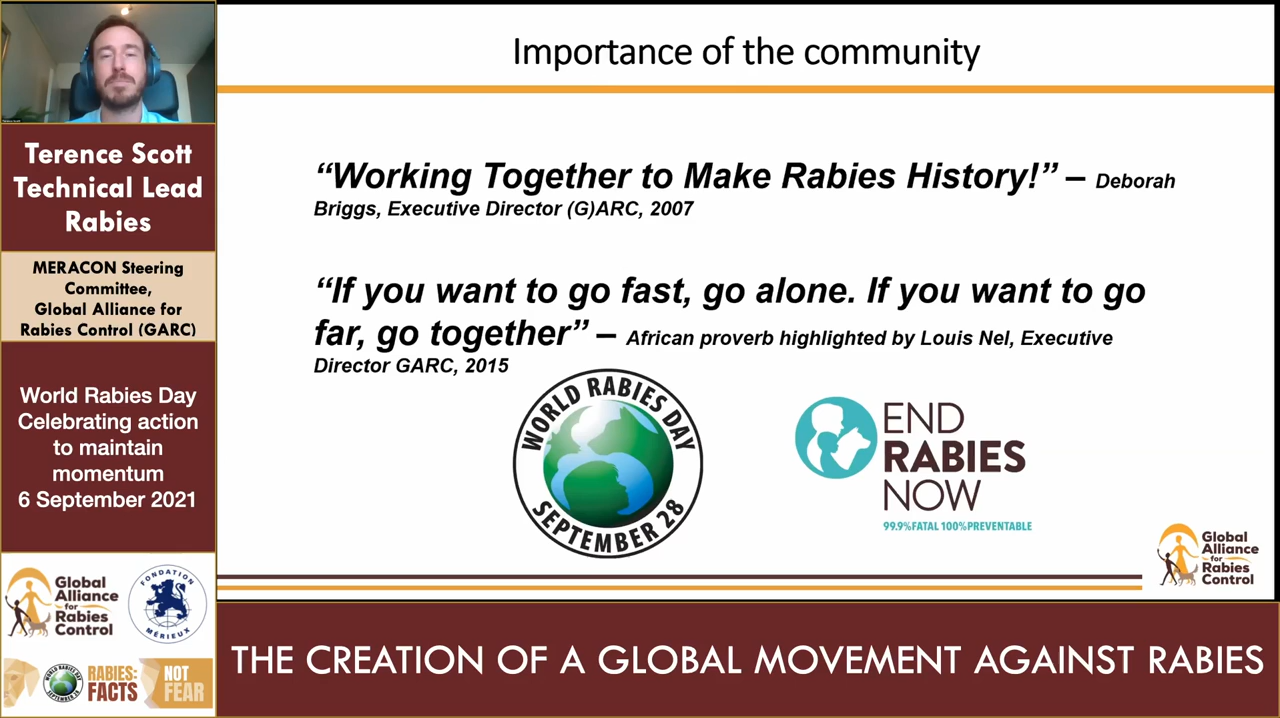 Terence Scott
Technical Lead
Rabies
MERACON Steering
Committee,
Global Alliance for
Rabies Control (GARC)
World Rabies Day
Celebrating action
to maintain
momentum
6 September 2021
Global
Alliance
for
Rabies
Control
FONDATION
MÉRIEUX
WORLD RABIES DAY
SEPTEMBER 28
RABIES:
FACTS
NOT
FEAR
Importance of the community
“Working Together to Make Rabies History!” – Deborah
Briggs, Executive Director (G)ARC, 2007
“If you want to go fast, go alone. If you want to go
far, go together” – African proverb highlighted by Louis Nel, Executive
Director GARC, 2015
WORLD RABIES DAY
SEPTEMBER 28
END
RABIES
NOW
99.9%FATAL 100%PREVENTABLE
Global
Alliance
for
Rabies
Control
THE CREATION OF A GLOBAL MOVEMENT AGAINST RABIES